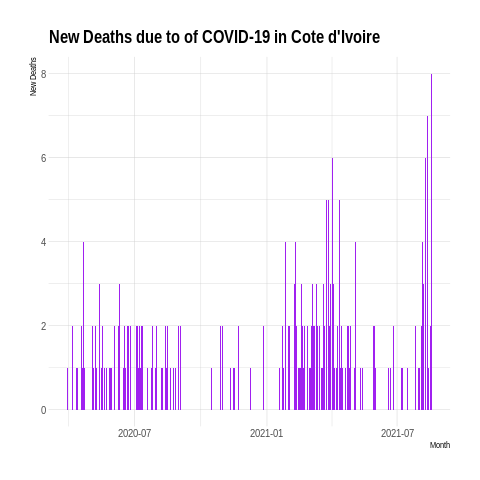 New Deaths due to of COVID-19 in Cote d'Ivoire
New Deaths
8
6
4
2
0
2020-07
2021-01
2021-07
Month